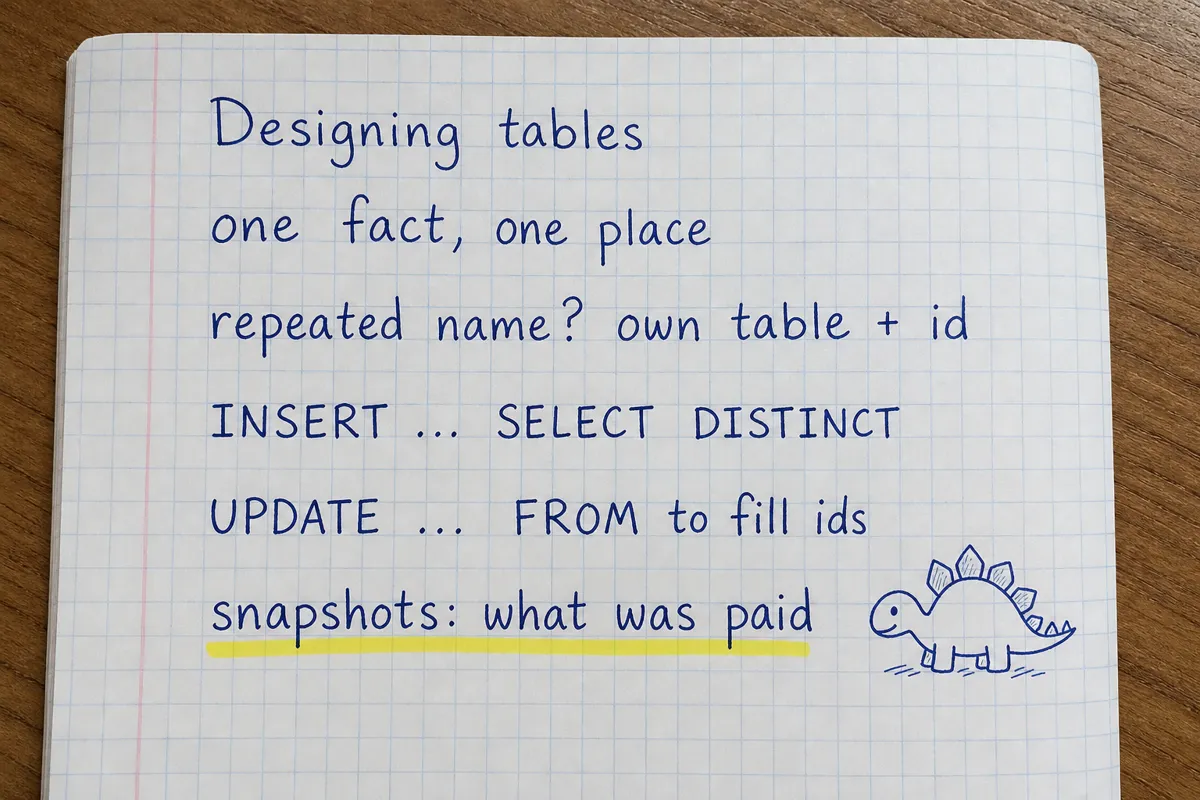 Designing tables
one fact, one place
repeated name? own table + id
INSERT ... SELECT DISTINCT
UPDATE ... FROM to fill ids
snapshots: what was paid